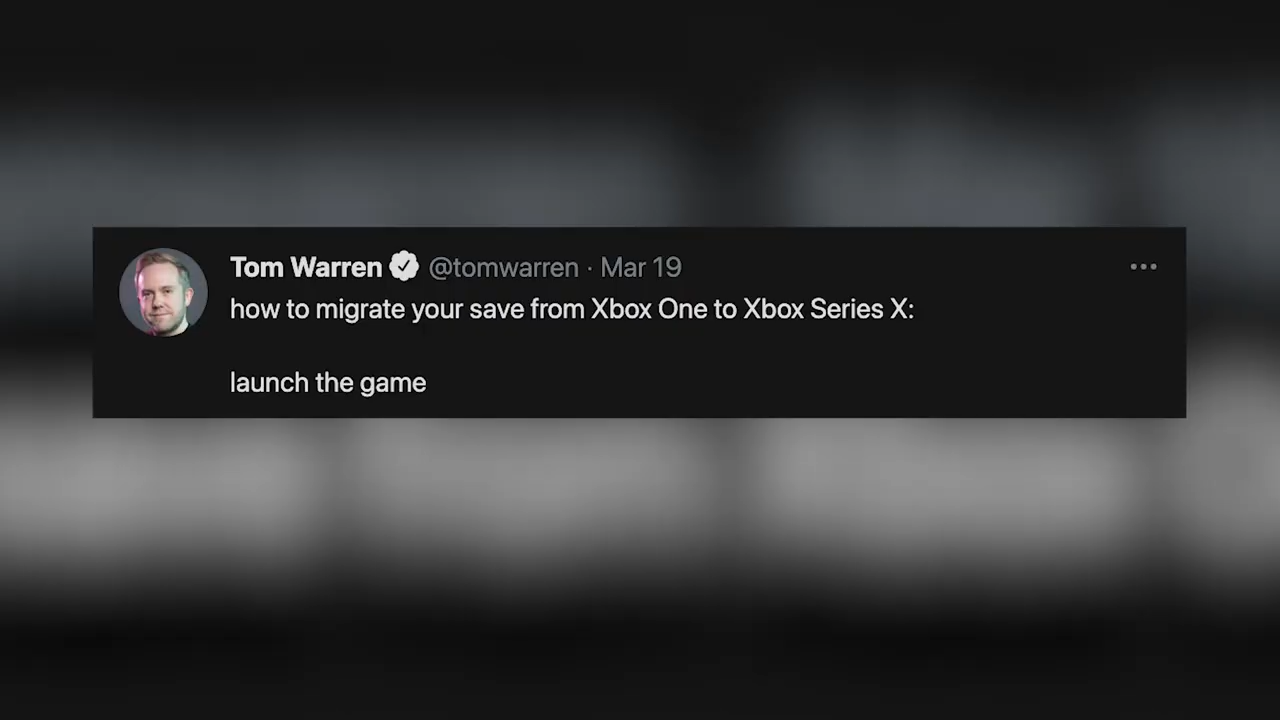 Tom Warren @tomwarren · Mar 19
how to migrate your save from Xbox One to Xbox Series X:
launch the game